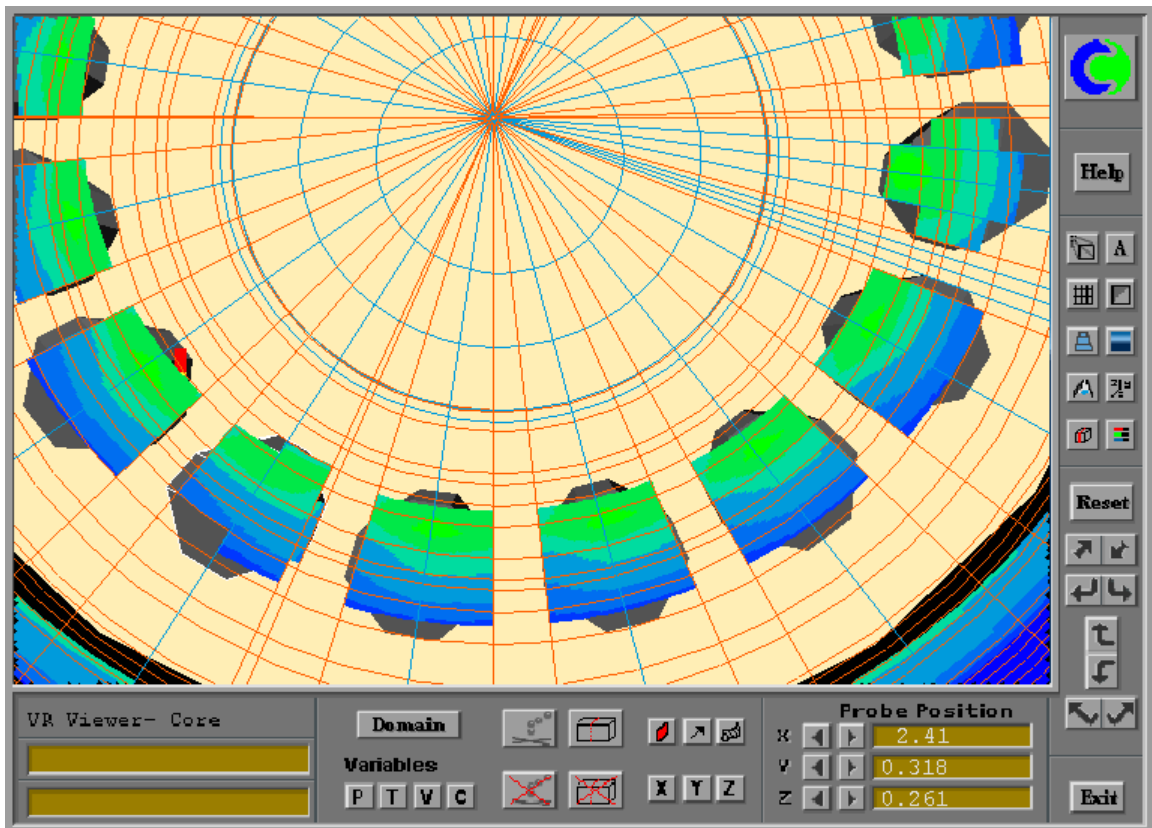 Help
A
Reset
VR Viewer- Core
Domain
Variables
P T V C
X Y Z
Probe Position
X 2.41
Y 0.318
Z 0.261
Exit